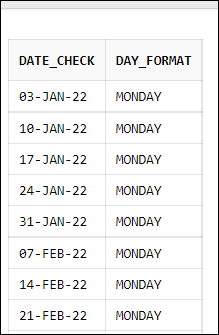 DATE_CHECK DAY_FORMAT
03-JAN-22 MONDAY
10-JAN-22 MONDAY
17-JAN-22 MONDAY
24-JAN-22 MONDAY
31-JAN-22 MONDAY
07-FEB-22 MONDAY
14-FEB-22 MONDAY
21-FEB-22 MONDAY